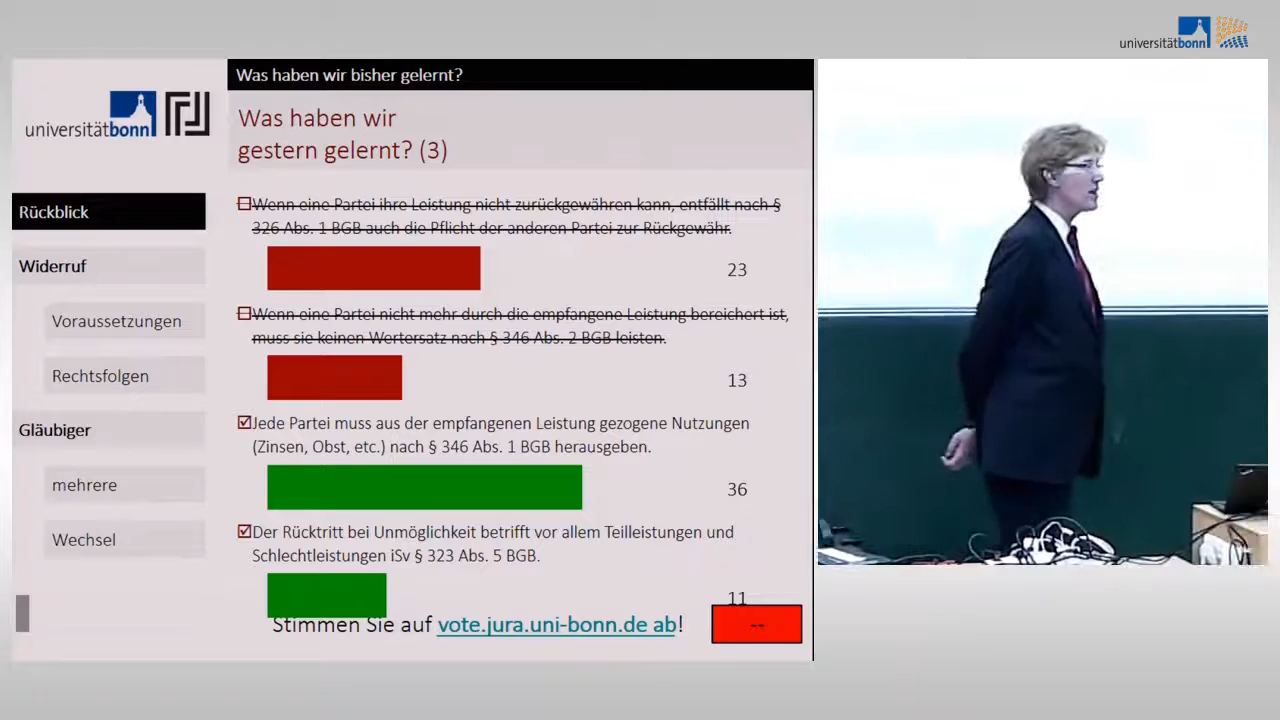 universitätbonn
Was haben wir bisher gelernt?
universitätbonn
Was haben wir
gestern gelernt? (3)
Rückblick
Widerruf
Voraussetzungen
Rechtsfolgen
Gläubiger
mehrere
Wechsel
Wenn eine Partei ihre Leistung nicht zurückgewähren kann, entfällt nach §
326 Abs. 1 BGB auch die Pflicht der anderen Partei zur Rückgewähr.
23
Wenn eine Partei nicht mehr durch die empfangene Leistung bereichert ist,
muss sie keinen Wertersatz nach § 346 Abs. 2 BGB leisten.
13
Jede Partei muss aus der empfangenen Leistung gezogene Nutzungen
(Zinsen, Obst, etc.) nach § 346 Abs. 1 BGB herausgeben.
36
Der Rücktritt bei Unmöglichkeit betrifft vor allem Teilleistungen und
Schlechtleistungen iSv § 323 Abs. 5 BGB.
11
Stimmen Sie auf vote.jura.uni-bonn.de ab!
--